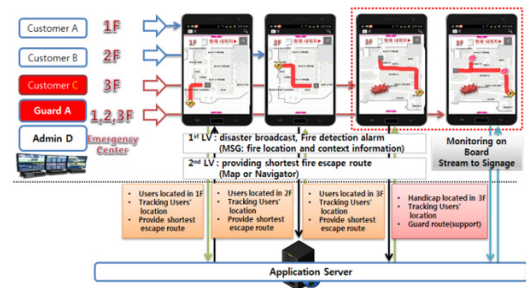 Customer A
1F
Customer B
2F
Customer C
3F
Guard A
1,2,3F
Admin D
Emergency
Center
1F
2F
3F
1st LV : disaster broadcast, Fire detection alarm
(MSG: fire location and context information)
2nd LV : providing shortest fire escape route
(Map or Navigator)
Monitoring on
Board
Stream to Signage
• Users located in 1F
• Tracking Users'
location
• Provide shortest
escape route
• Users located in 2F
• Tracking Users'
location
• Provide shortest
escape route
• Users located in 3F
• Tracking Users'
location
• Provide shortest
escape route
• Handicap located in 3F
• Tracking Users'
location
• Guard route(support)
Application Server